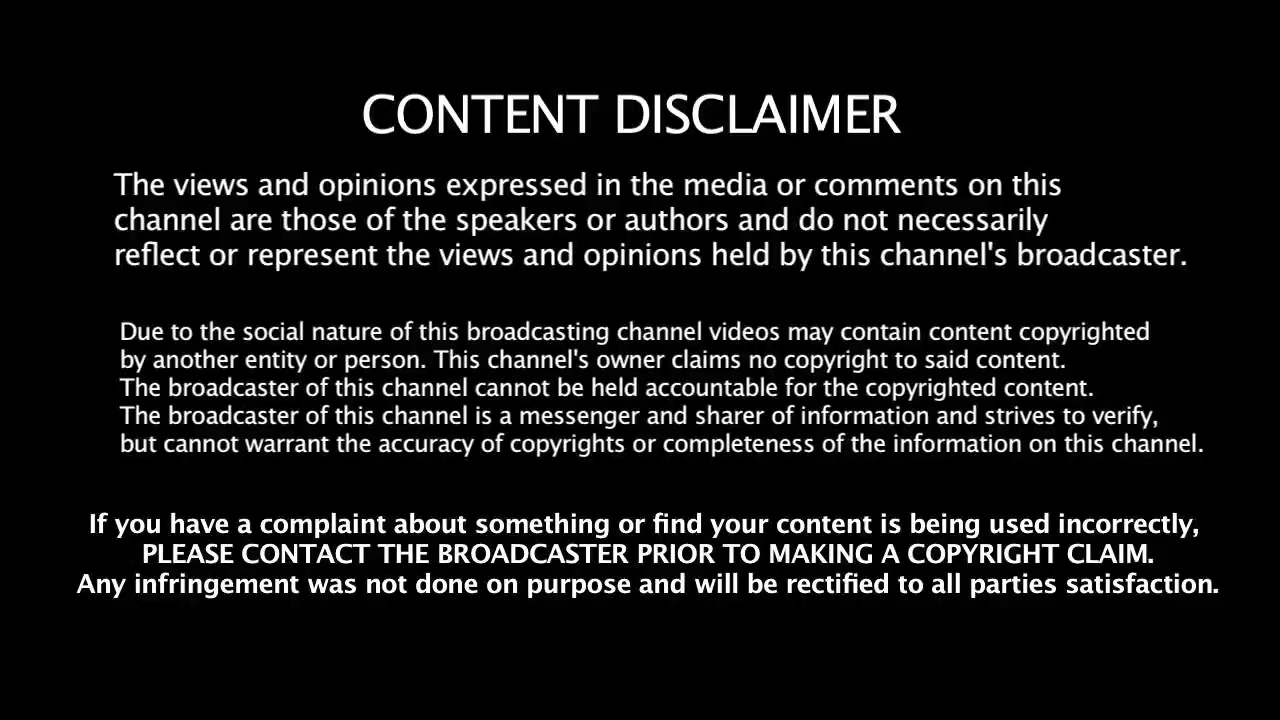 CONTENT DISCLAIMER
The views and opinions expressed in the media or comments on this
channel are those of the speakers or authors and do not necessarily
reflect or represent the views and opinions held by this channel's broadcaster.
Due to the social nature of this broadcasting channel videos may contain content copyrighted
by another entity or person. This channel's owner claims no copyright to said content.
The broadcaster of this channel cannot be held accountable for the copyrighted content.
The broadcaster of this channel is a messenger and sharer of information and strives to verify,
but cannot warrant the accuracy of copyrights or completeness of the information on this channel.
If you have a complaint about something or find your content is being used incorrectly,
PLEASE CONTACT THE BROADCASTER PRIOR TO MAKING A COPYRIGHT CLAIM.
Any infringement was not done on purpose and will be rectified to all parties satisfaction.